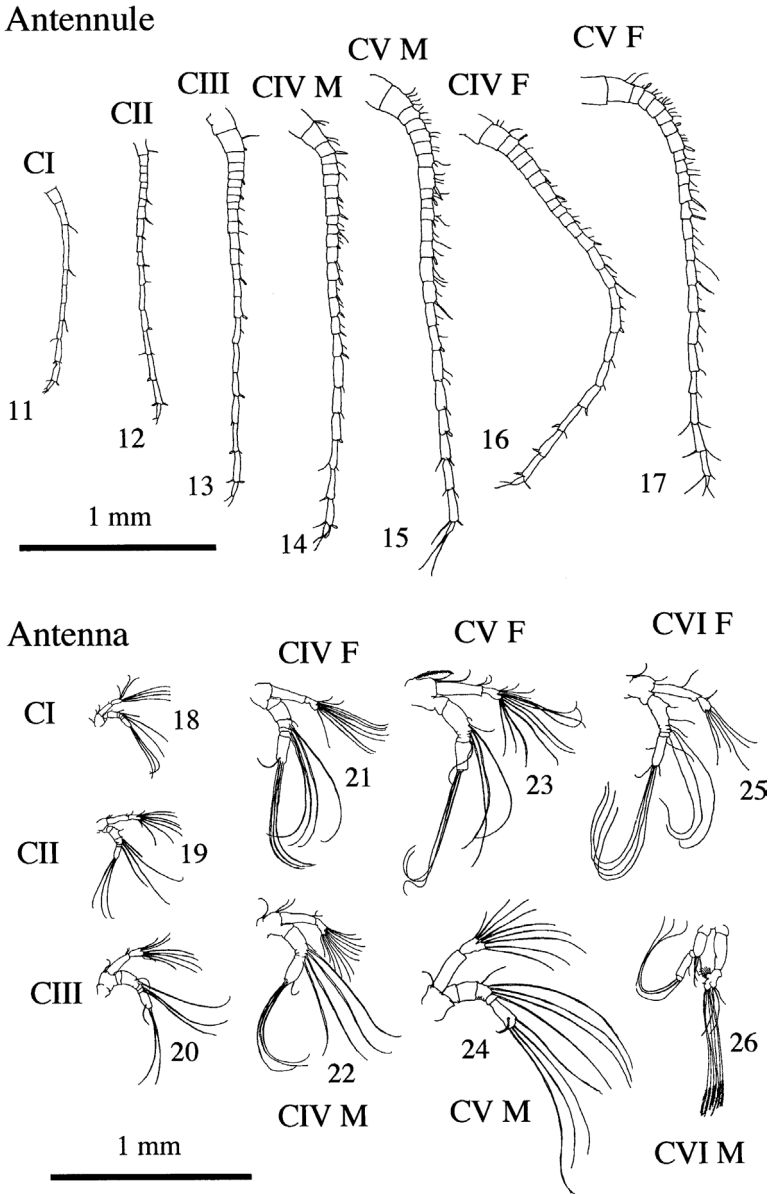 Antennule
CI
CII
CIII
CIV M
CV M
CIV F
CV F
11
12
13
14
15
16
17
1 mm
Antenna
CI
18
CII
19
CIII
20
CIV F
21
22
CIV M
CV F
23
24
CV M
CVI F
25
26
CVI M
1 mm